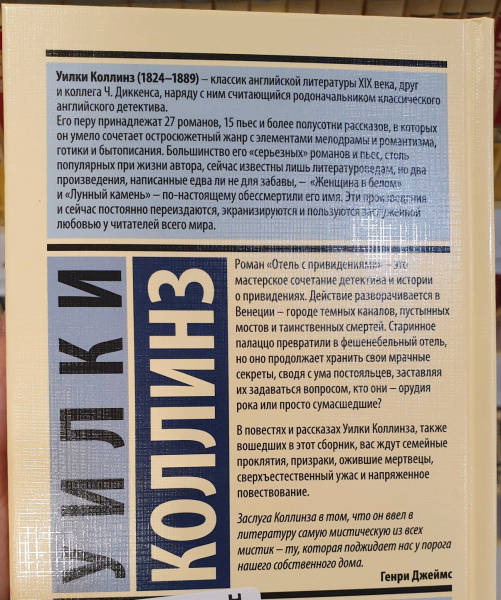 Уилки Коллинз (1824–1889) – классик английской литературы XIX века, друг
и коллега Ч. Диккенса, наряду с ним считающийся родоначальником классического
английского детектива.
Его перу принадлежат 27 романов, 15 пьес и более полусотни рассказов, в которых
он умело сочетает остросюжетный жанр с элементами мелодрамы и романтизма,
готики и бытописания. Большинство его «серьезных» романов и пьес, столь
популярных при жизни автора, сейчас известны лишь литературоведам, но два
произведения, написанные едва ли не для забавы, – «Женщина в белом»
и «Лунный камень» – по-настоящему обессмертили его имя. Эти произведения
и сейчас постоянно переиздаются, экранизируются и пользуются заслуженной
любовью у читателей всего мира.
УИЛКИ
КОЛЛИНЗ
Роман «Отель с привидениями» – это
мастерское сочетание детектива и истории
о привидениях. Действие разворачивается в
Венеции – городе темных каналов, пустынных
мостов и таинственных смертей. Старинное
палаццо превратили в фешенебельный отель,
но оно продолжает хранить свои мрачные
секреты, сводя с ума постояльцев, заставляя
их задаваться вопросом, кто они – орудия
рока или просто сумасшедшие?
В повестях и рассказах Уилки Коллинза, также
вошедших в этот сборник, вас ждут семейные
проклятия, призраки, ожившие мертвецы,
сверхъестественный ужас и напряженное
повествование.
Заслуга Коллинза в том, что он ввел в
литературу самую мистическую из всех
мистик – ту, которая поджидает нас у порога
нашего собственного дома.
Генри Джеймс